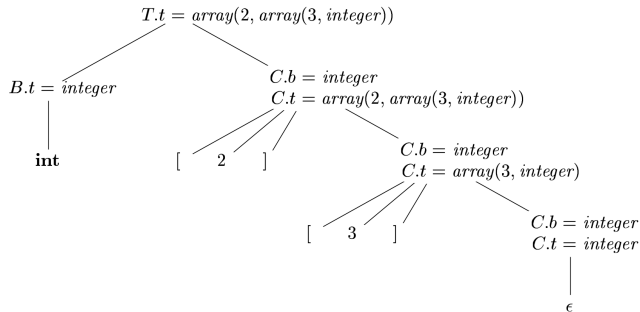 T.t = array(2, array(3, integer))
B.t = integer
C.b = integer
C.t = array(2, array(3, integer))
int
[ 2 ]
C.b = integer
C.t = array(3, integer)
[ 3 ]
C.b = integer
C.t = integer
ϵ